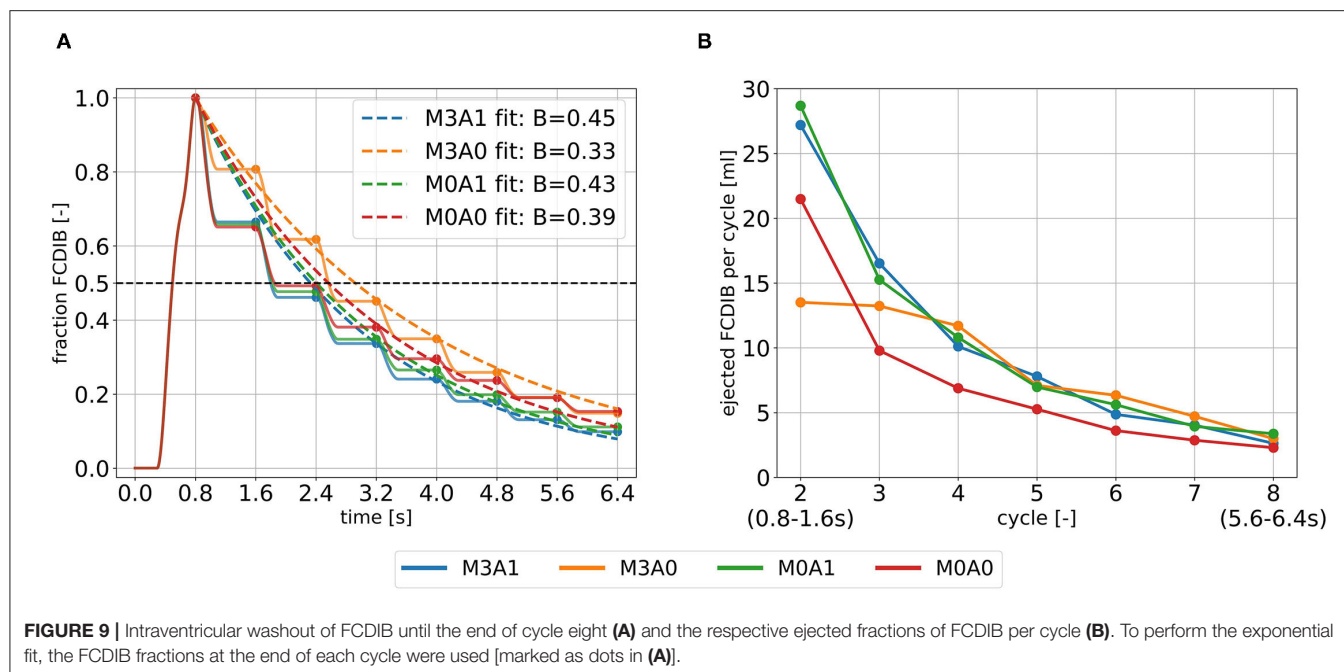 A
1.0
0.8
0.6
0.5
0.4
0.2
0.0
fraction FCDIB [-]
M3A1 fit: B=0.45
M3A0 fit: B=0.33
M0A1 fit: B=0.43
M0A0 fit: B=0.39
0.0 0.8 1.6 2.4 3.2 4.0 4.8 5.6 6.4
time [s]
B
30
25
20
15
10
5
0
ejected FCDIB per cycle [ml]
2 3 4 5 6 7 8
(0.8-1.6s) cycle [-] (5.6-6.4s)
M3A1 M3A0 M0A1 M0A0
FIGURE 9 | Intraventricular washout of FCDIB until the end of cycle eight (A) and the respective ejected fractions of FCDIB per cycle (B). To perform the exponential
fit, the FCDIB fractions at the end of each cycle were used [marked as dots in (A)].